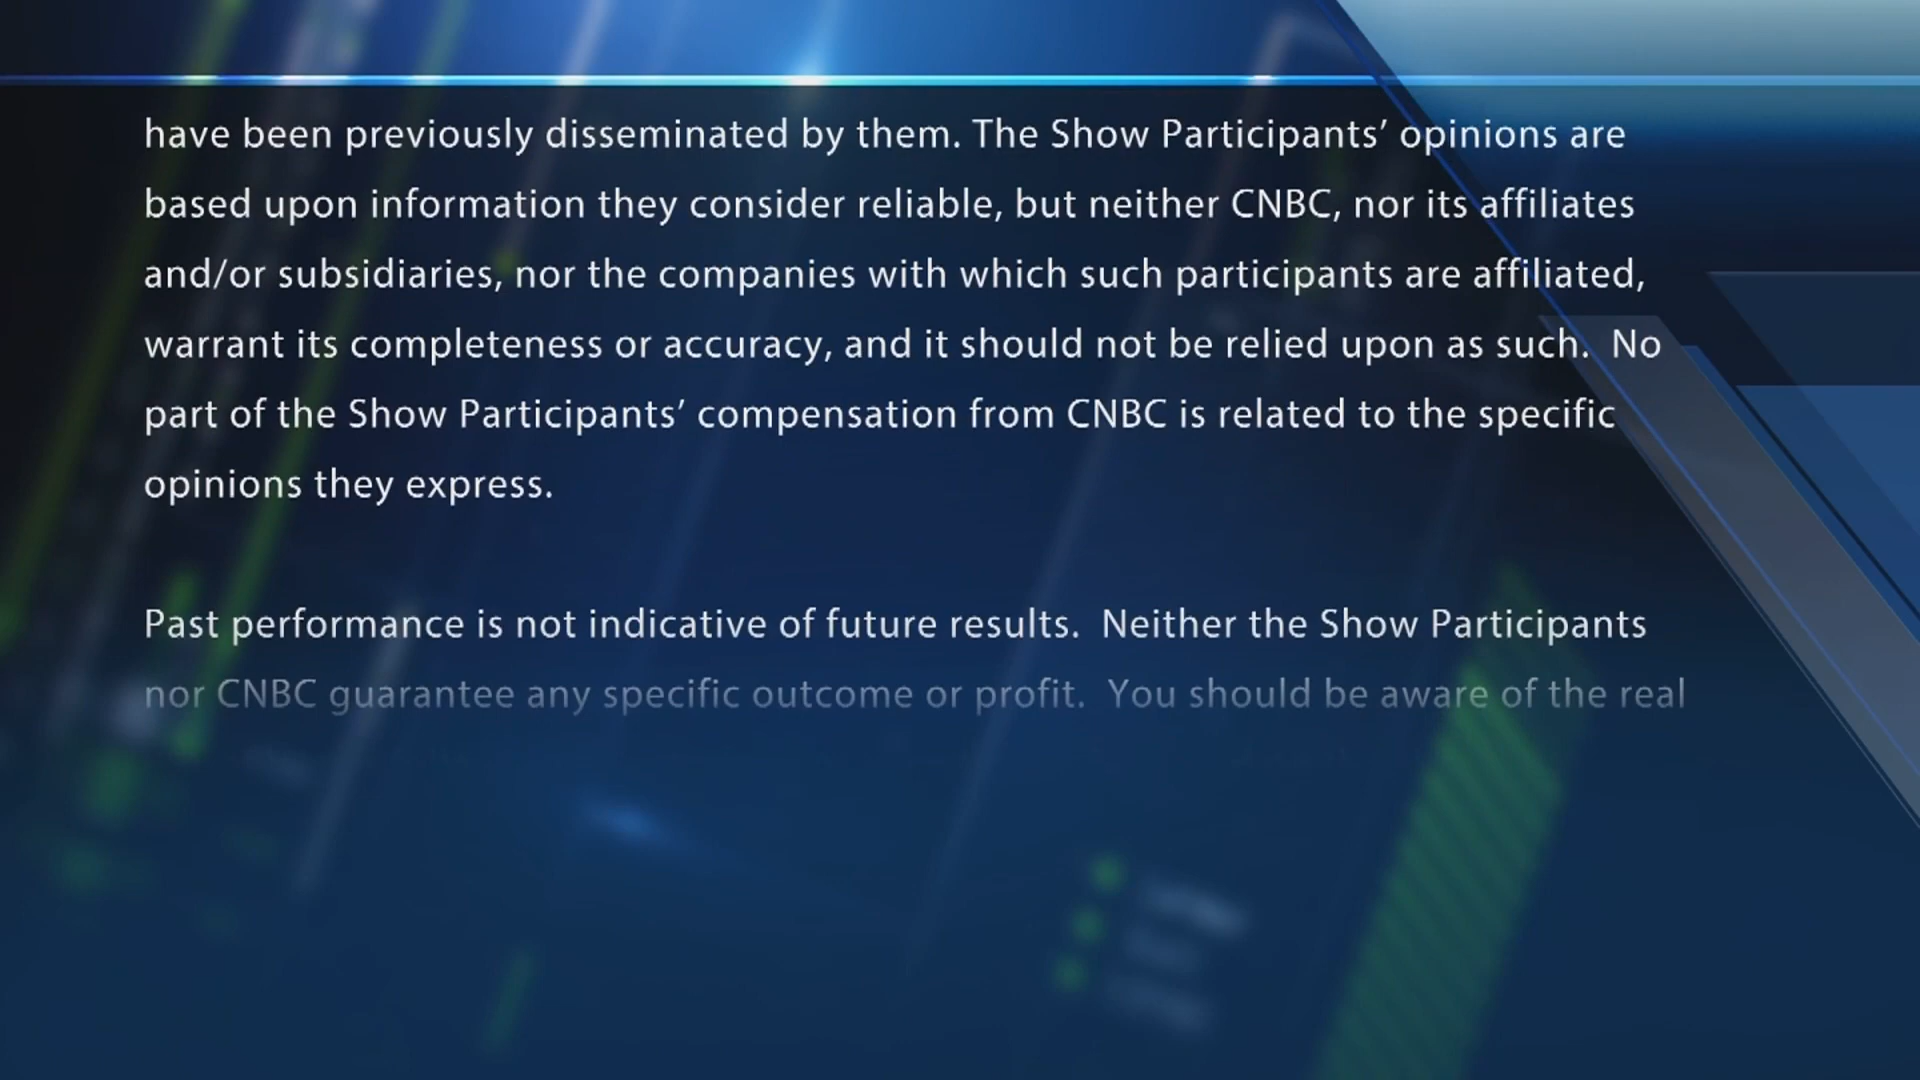 have been previously disseminated by them. The Show Participants’ opinions are
based upon information they consider reliable, but neither CNBC, nor its affiliates
and/or subsidiaries, nor the companies with which such participants are affiliated,
warrant its completeness or accuracy, and it should not be relied upon as such.  No
part of the Show Participants’ compensation from CNBC is related to the specific
opinions they express.
Past performance is not indicative of future results.  Neither the Show Participants
nor CNBC guarantee any specific outcome or profit.  You should be aware of the real